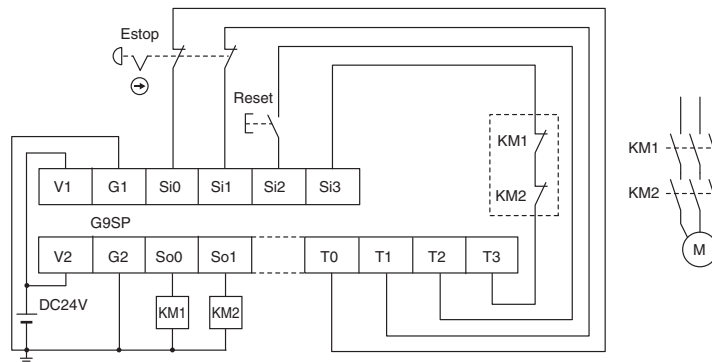 Estop
Reset
KM1
KM2
KM1
KM2
M
V1 G1 Si0 Si1 Si2 Si3
G9SP
V2 G2 So0 So1 T0 T1 T2 T3
DC24V
KM1 KM2